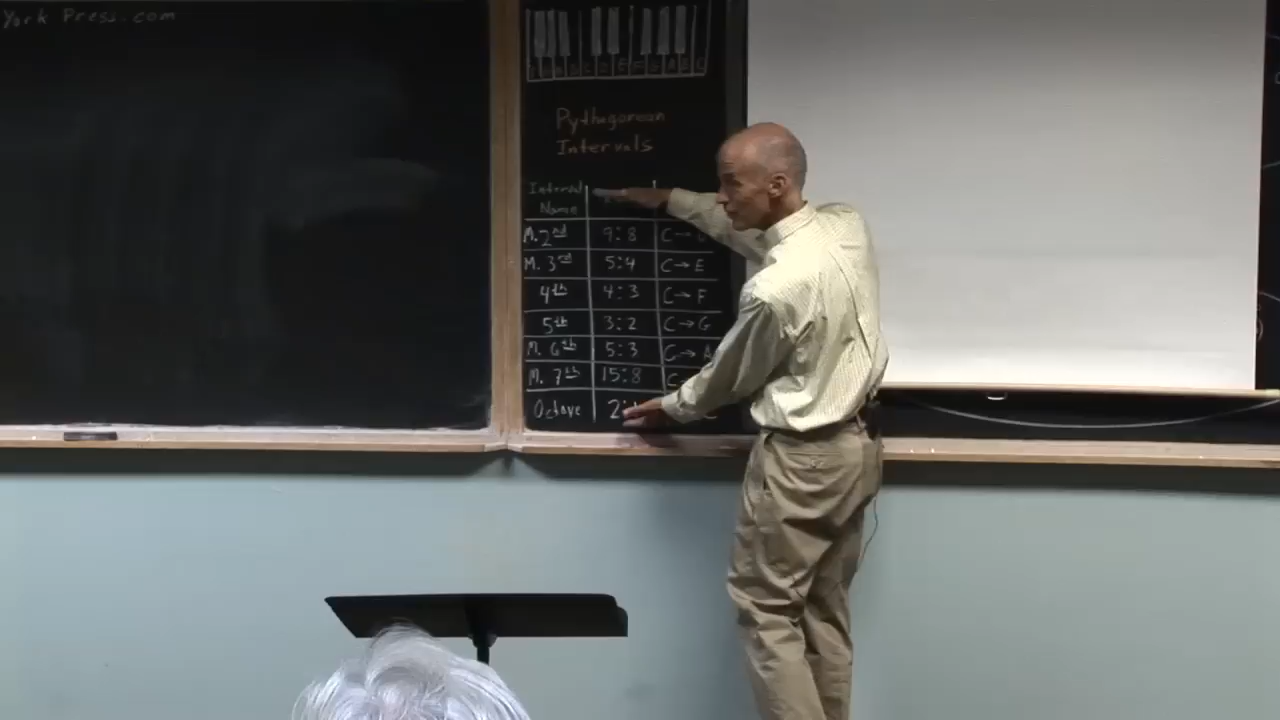 York Press.com
Pythagorean
Intervals
Interval
Name
M. 2nd 9:8 C→
M. 3rd 5:4 C→E
4th 4:3 C→F
5th 3:2 C→G
M. 6th 5:3 C→A
M. 7th 15:8 C
Octave 2: